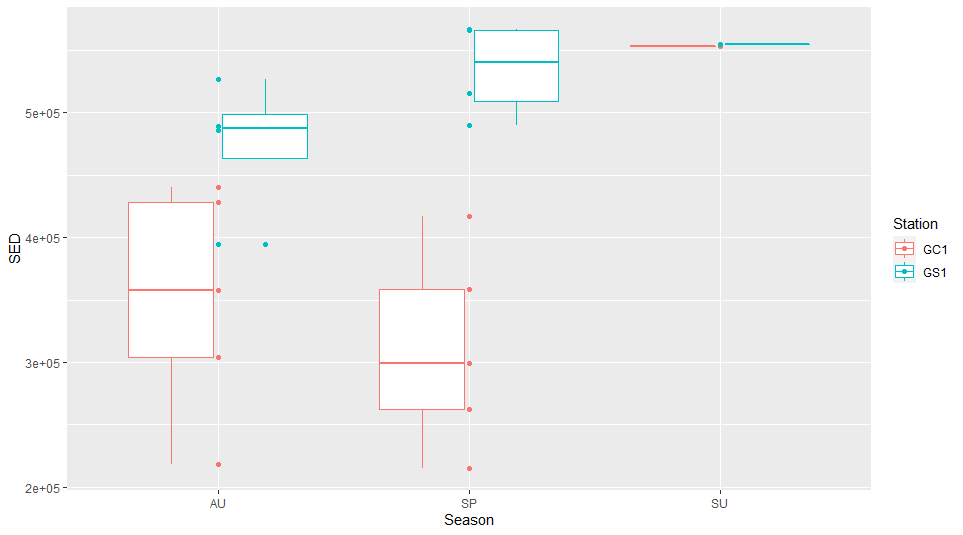 SED
5e+05
4e+05
3e+05
2e+05
AU
SP
SU
Season
Station
GC1
GS1